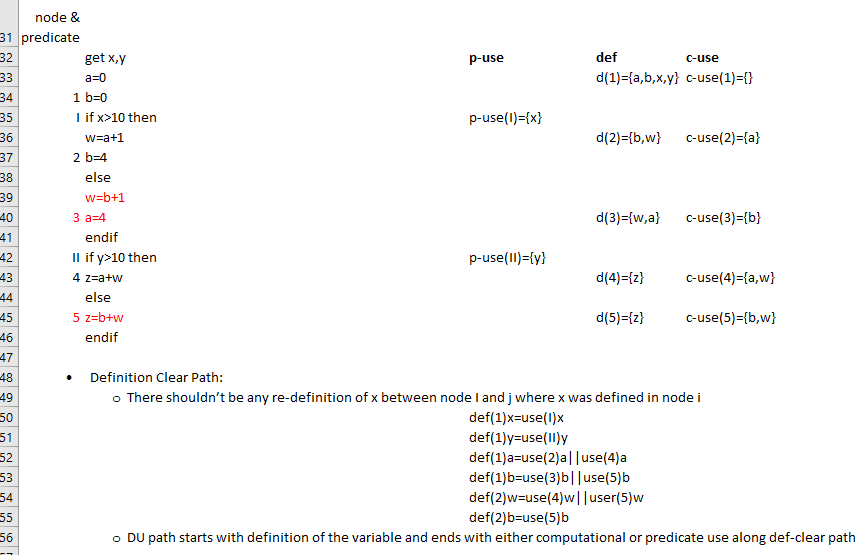 node &
31 predicate
32 get x,y p-use def c-use
33 a=0 d(1)={a,b,x,y} c-use(1)={}
34 1 b=0
35 I if x>10 then p-use(I)={x}
36 w=a+1 d(2)={b,w} c-use(2)={a}
37 2 b=4
38 else
39 w=b+1
40 3 a=4 d(3)={w,a} c-use(3)={b}
41 endif
42 II if y>10 then p-use(II)={y}
43 4 z=a+w d(4)={z} c-use(4)={a,w}
44 else
45 5 z=b+w d(5)={z} c-use(5)={b,w}
46 endif
47
48 • Definition Clear Path:
49 o There shouldn't be any re-definition of x between node I and j where x was defined in node i
50 def(1)x=use(I)x
51 def(1)y=use(II)y
52 def(1)a=use(2)a||use(4)a
53 def(1)b=use(3)b||use(5)b
54 def(2)w=use(4)w||user(5)w
55 def(2)b=use(5)b
56 o DU path starts with definition of the variable and ends with either computational or predicate use along def-clear path